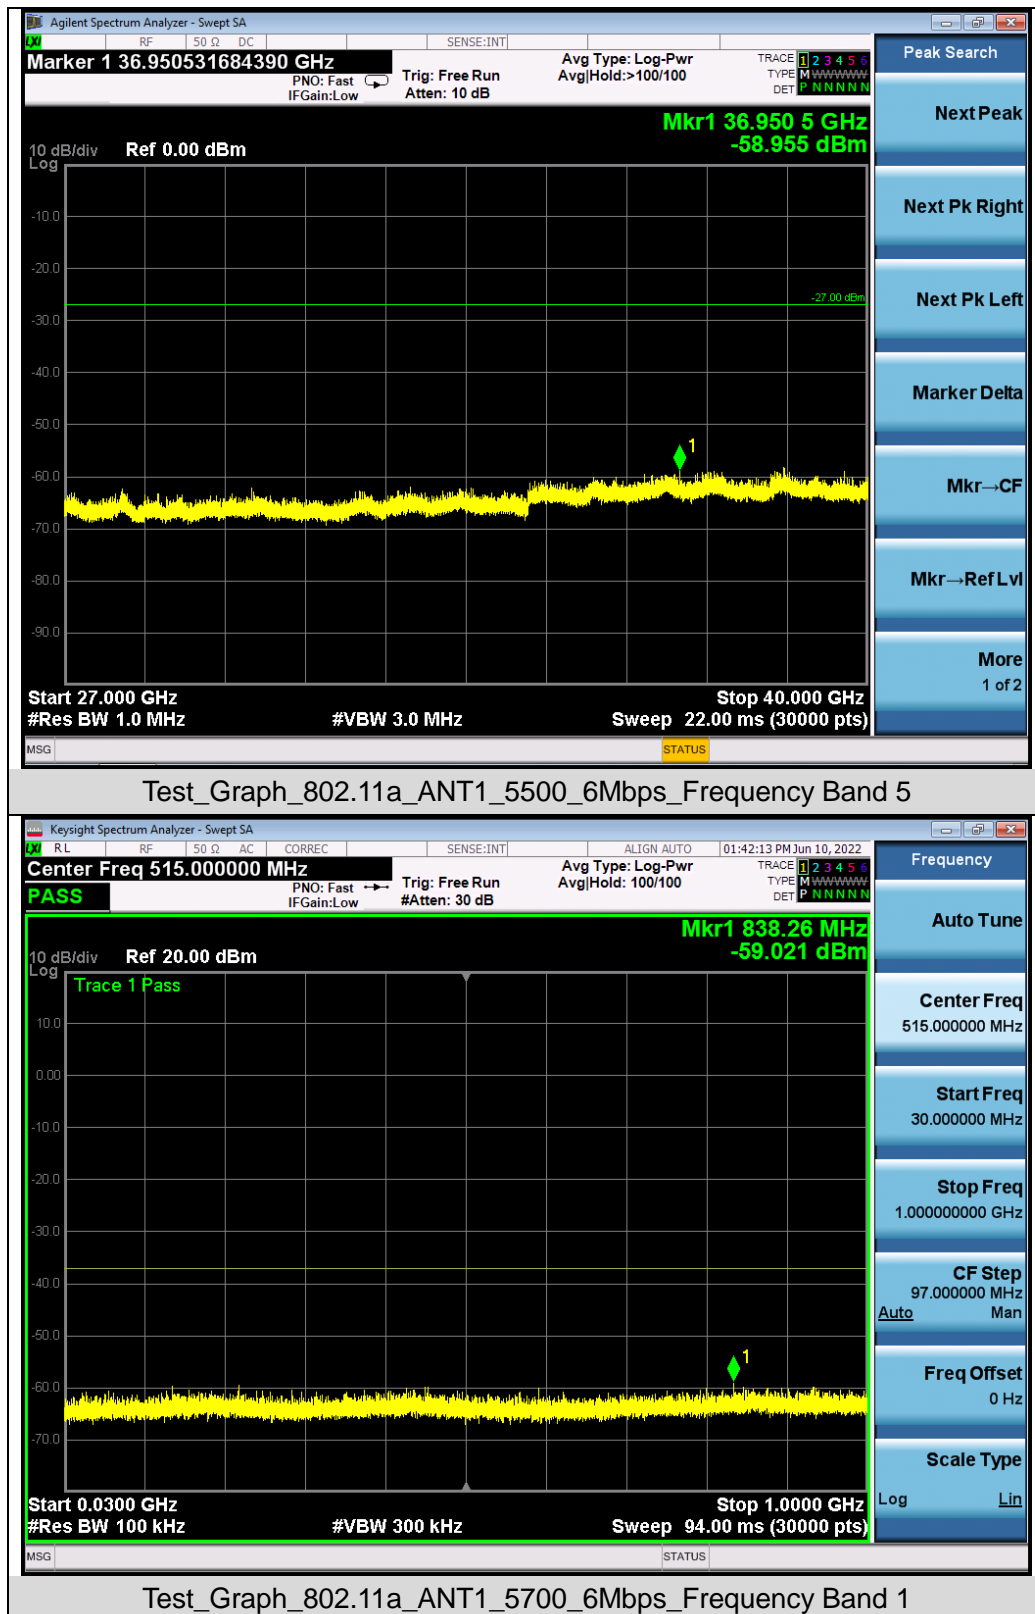 Agilent Spectrum Analyzer - Swept SA
LXI RF 50 Ω DC SENSE:INT
Marker 1 36.950531684390 GHz
PNO: Fast
IFGain:Low
Trig: Free Run
Atten: 10 dB
Avg Type: Log-Pwr
Avg|Hold:>100/100
TRACE 1 2 3 4 5 6
TYPE M WWWWW
DET P N N N N N
Mkr1 36.950 5 GHz
-58.955 dBm
10 dB/div Ref 0.00 dBm
Log
-10.0
-20.0
-27.00 dBm
-30.0
-40.0
-50.0
1
-60.0
-70.0
-80.0
-90.0
Start 27.000 GHz Stop 40.000 GHz
#Res BW 1.0 MHz #VBW 3.0 MHz Sweep 22.00 ms (30000 pts)
MSG STATUS
Peak Search
Next Peak
Next Pk Right
Next Pk Left
Marker Delta
Mkr→CF
Mkr→Ref Lvl
More
1 of 2
Test_Graph_802.11a_ANT1_5500_6Mbps_Frequency Band 5
Keysight Spectrum Analyzer - Swept SA
LXI RL RF 50 Ω AC CORREC SENSE:INT ALIGN AUTO 01:42:13 PM Jun 10, 2022
Center Freq 515.000000 MHz
PASS
PNO: Fast
IFGain:Low
Trig: Free Run
#Atten: 30 dB
Avg Type: Log-Pwr
Avg|Hold: 100/100
TRACE 1 2 3 4 5 6
TYPE M WWWWW
DET P N N N N N
Mkr1 838.26 MHz
-59.021 dBm
10 dB/div Ref 20.00 dBm
Log
Trace 1 Pass
10.0
0.00
-10.0
-20.0
-30.0
-40.0
-50.0
1
-60.0
-70.0
Start 0.0300 GHz Stop 1.0000 GHz
#Res BW 100 kHz #VBW 300 kHz Sweep 94.00 ms (30000 pts)
MSG STATUS
Frequency
Auto Tune
Center Freq
515.000000 MHz
Start Freq
30.000000 MHz
Stop Freq
1.000000000 GHz
CF Step
97.000000 MHz
Auto Man
Freq Offset
0 Hz
Scale Type
Log Lin
Test_Graph_802.11a_ANT1_5700_6Mbps_Frequency Band 1